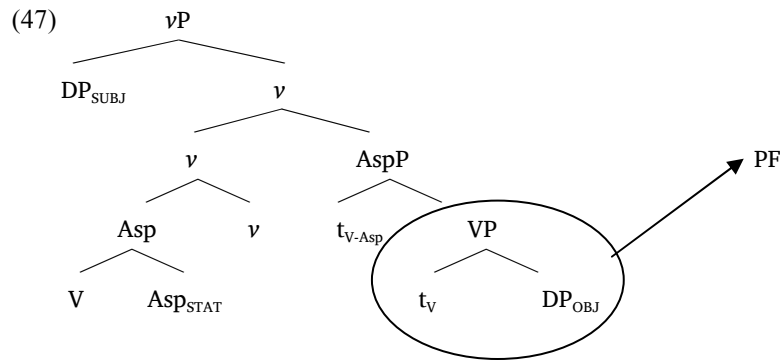 (47) vP
DP_SUBJ v
v AspP PF
Asp v t_V-Asp VP
V Asp_STAT t_V DP_OBJ